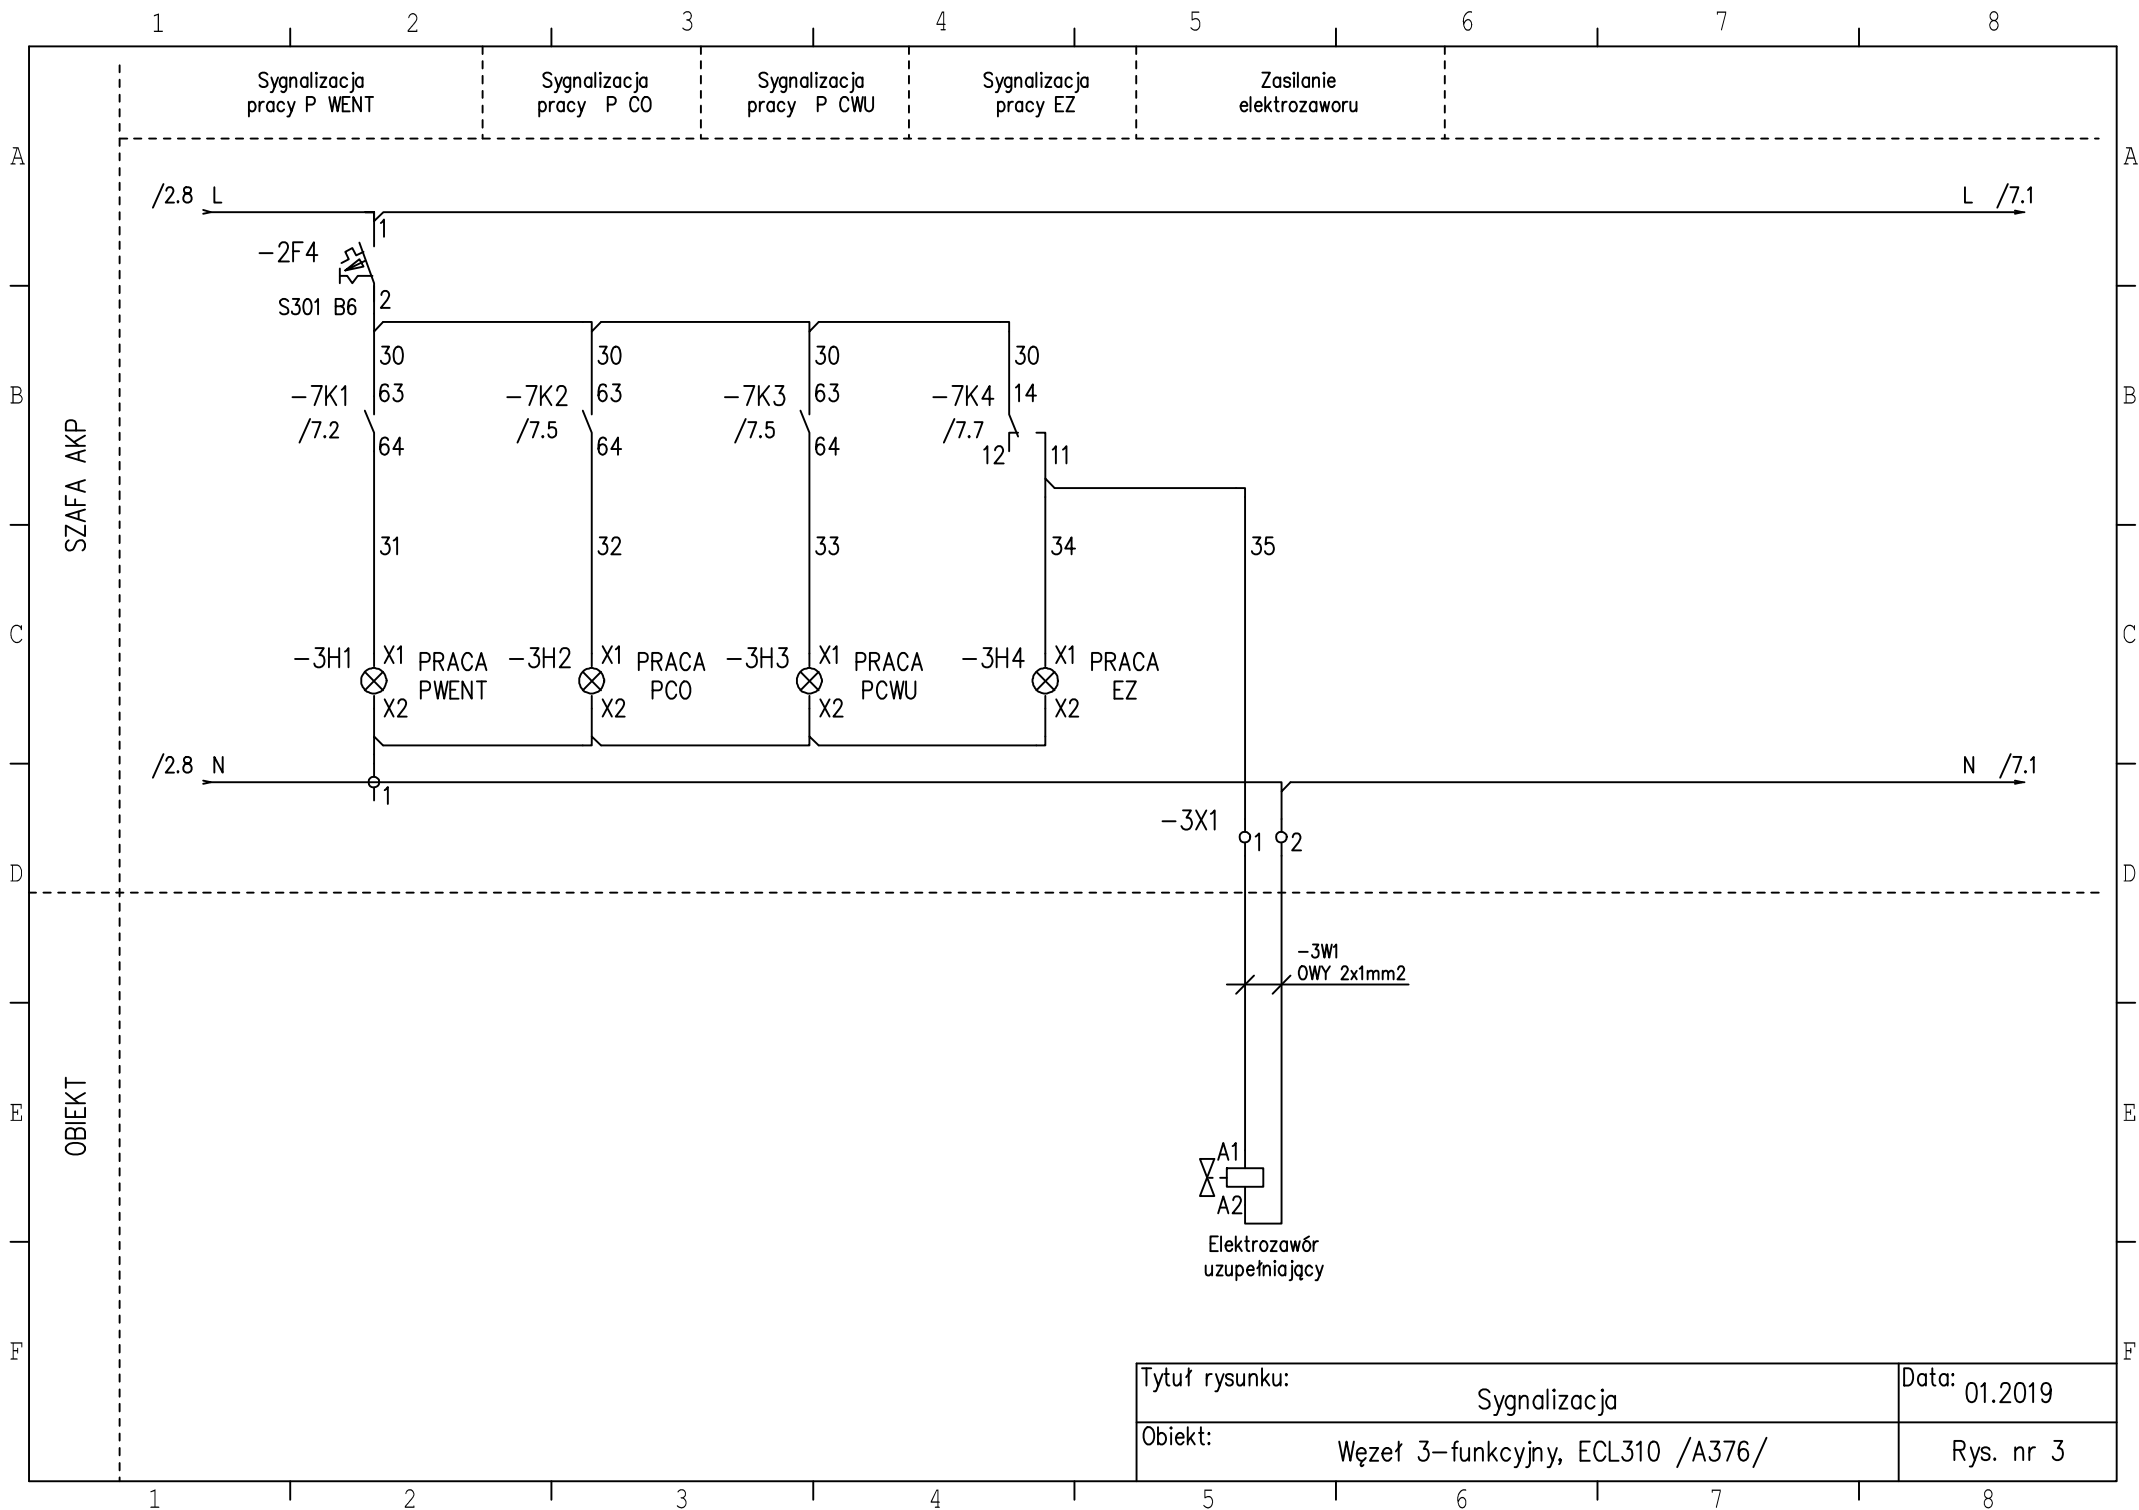 1 2 3 4 5 6 7 8
Sygnalizacja
pracy P WENT
Sygnalizacja
pracy P CO
Sygnalizacja
pracy P CWU
Sygnalizacja
pracy EZ
Zasilanie
elektrozaworu
A A
/2.8 L L /7.1
1
-2F4
S301 B6 2
30 30 30 30
B B
-7K1 63 -7K2 63 -7K3 63 -7K4 14
/7.2 /7.5 /7.5 /7.7
64 64 64 12 11
SZAFA AKP
31 32 33 34 35
C C
-3H1 X1 PRACA
PWENT
X2
-3H2 X1 PRACA
PCO
X2
-3H3 X1 PRACA
PCWU
X2
-3H4 X1 PRACA
EZ
X2
/2.8 N N /7.1
1
-3X1 1 2
D D
-3W1
OWY 2x1mm2
OBIEKT
E E
A1
A2
Elektrozawór
uzupełniający
F F
Tytuł rysunku:
Sygnalizacja
Data: 01.2019
Obiekt:
Węzeł 3-funkcyjny, ECL310 /A376/
Rys. nr 3
1 2 3 4 5 6 7 8